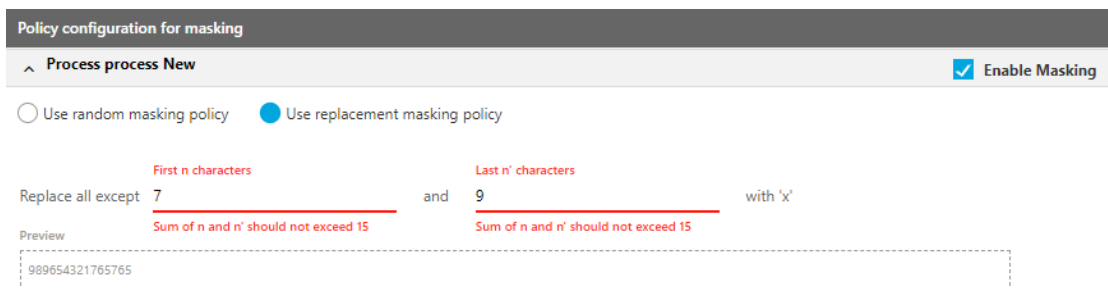 Policy configuration for masking
Process process New
Enable Masking
Use random masking policy
Use replacement masking policy
First n characters
Last n' characters
Replace all except 7 and 9 with 'x'
Sum of n and n' should not exceed 15
Sum of n and n' should not exceed 15
Preview
989654321765765